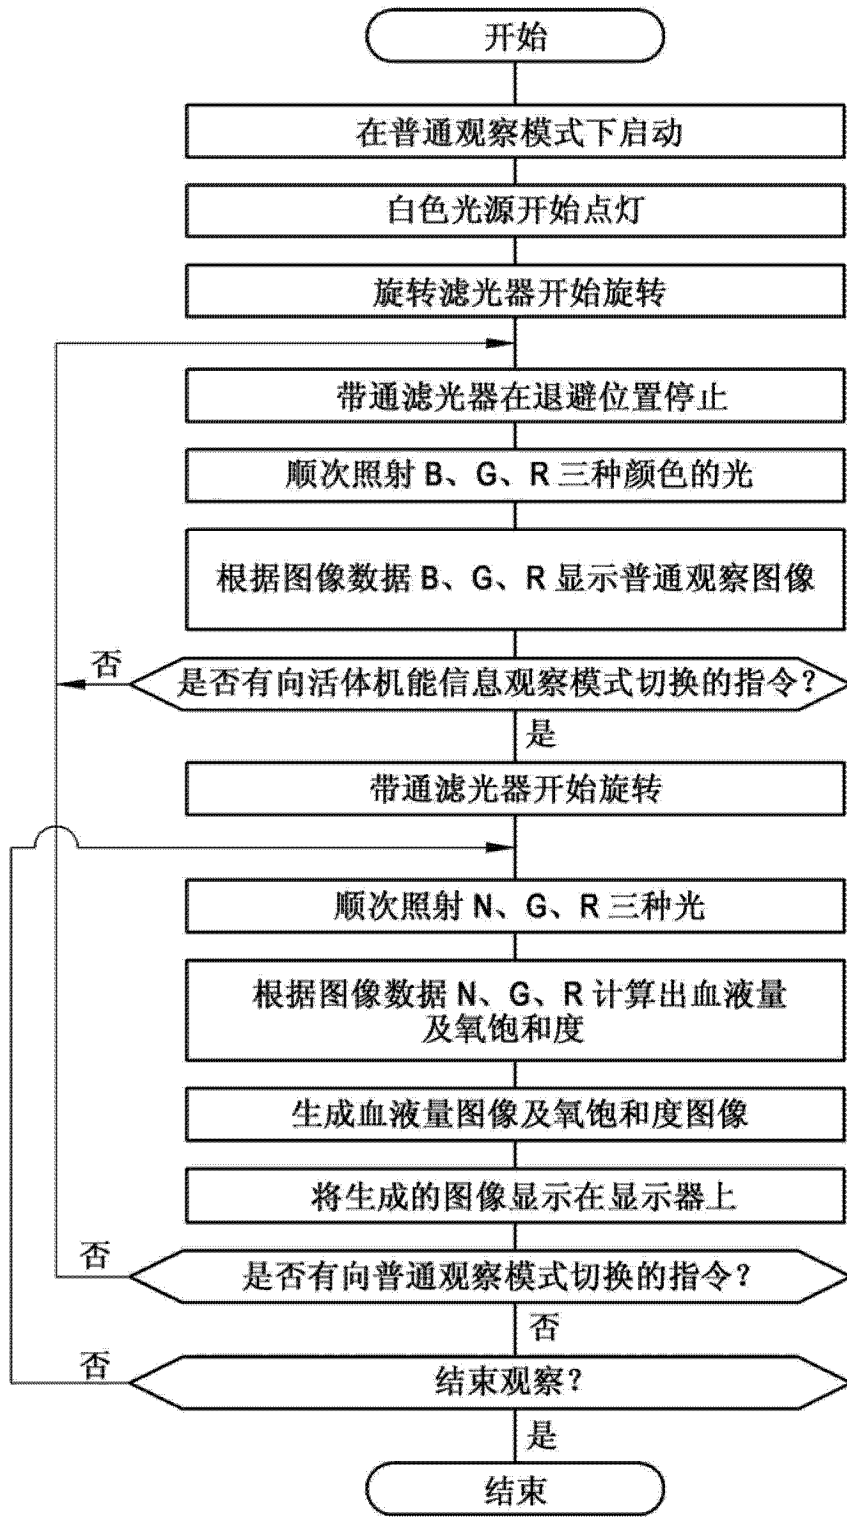 开始
在普通观察模式下启动
白色光源开始点灯
旋转滤光器开始旋转
带通滤光器在退避位置停止
顺次照射 B、G、R 三种颜色的光
根据图像数据 B、G、R 显示普通观察图像
否
是否有向活体机能信息观察模式切换的指令？
是
带通滤光器开始旋转
顺次照射 N、G、R 三种光
根据图像数据 N、G、R 计算出血液量
及氧饱和度
生成血液量图像及氧饱和度图像
将生成的图像显示在显示器上
否
是否有向普通观察模式切换的指令？
否
否
结束观察？
是
结束